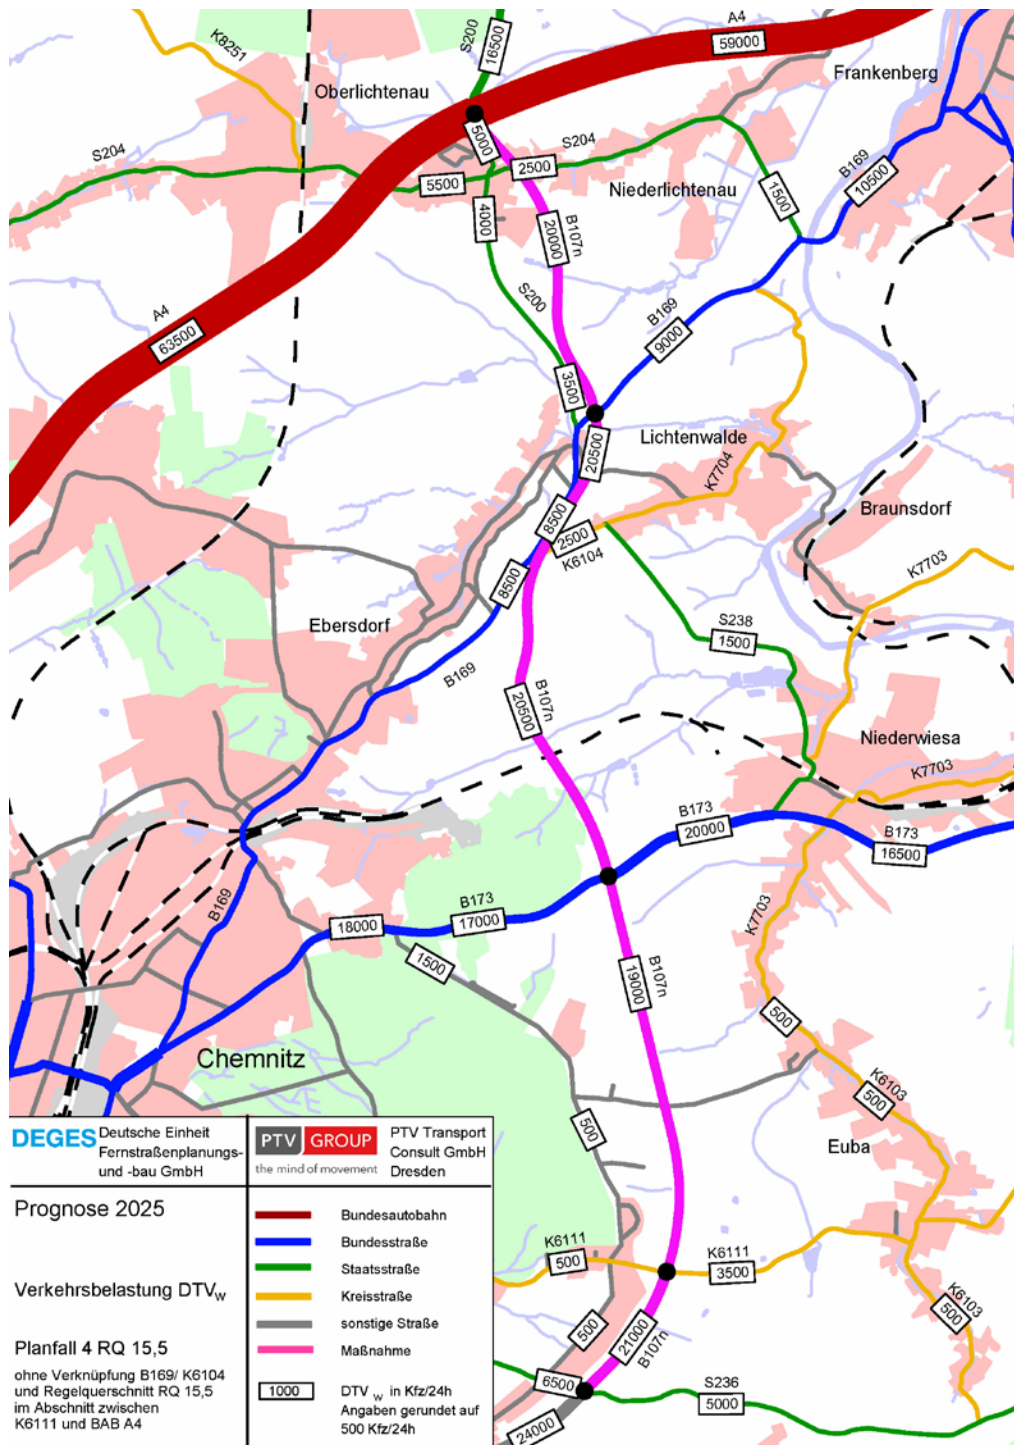 A4
59000
S200
16500
K8251
Frankenberg
Oberlichtenau
5000
S204
S204
2500
B169
10500
5500
Niederlichtenau
1500
4000
B107n
20000
S200
A4
63500
B169
9000
3500
Lichtenwalde
20500
K7704
Braunsdorf
8500
2500
K6104
K7703
8500
Ebersdorf
S238
1500
B169
B107n
20500
Niederwiesa
K7703
B173
20000
B173
16500
B169
B173
17000
18000
K7703
1500
B107n
19000
500
Chemnitz
K6103
500
500
Euba
K6111
500
K6111
3500
K6103
500
500
21000
B107n
6500
S236
5000
24000
DEGES Deutsche Einheit
Fernstraßenplanungs-
und -bau GmbH
PTV GROUP
the mind of movement
PTV Transport
Consult GmbH
Dresden
Prognose 2025
Verkehrsbelastung DTVw
Planfall 4 RQ 15,5
ohne Verknüpfung B169/ K6104
und Regelquerschnitt RQ 15,5
im Abschnitt zwischen
K6111 und BAB A4
Bundesautobahn
Bundesstraße
Staatsstraße
Kreisstraße
sonstige Straße
Maßnahme
1000
DTV w in Kfz/24h
Angaben gerundet auf
500 Kfz/24h